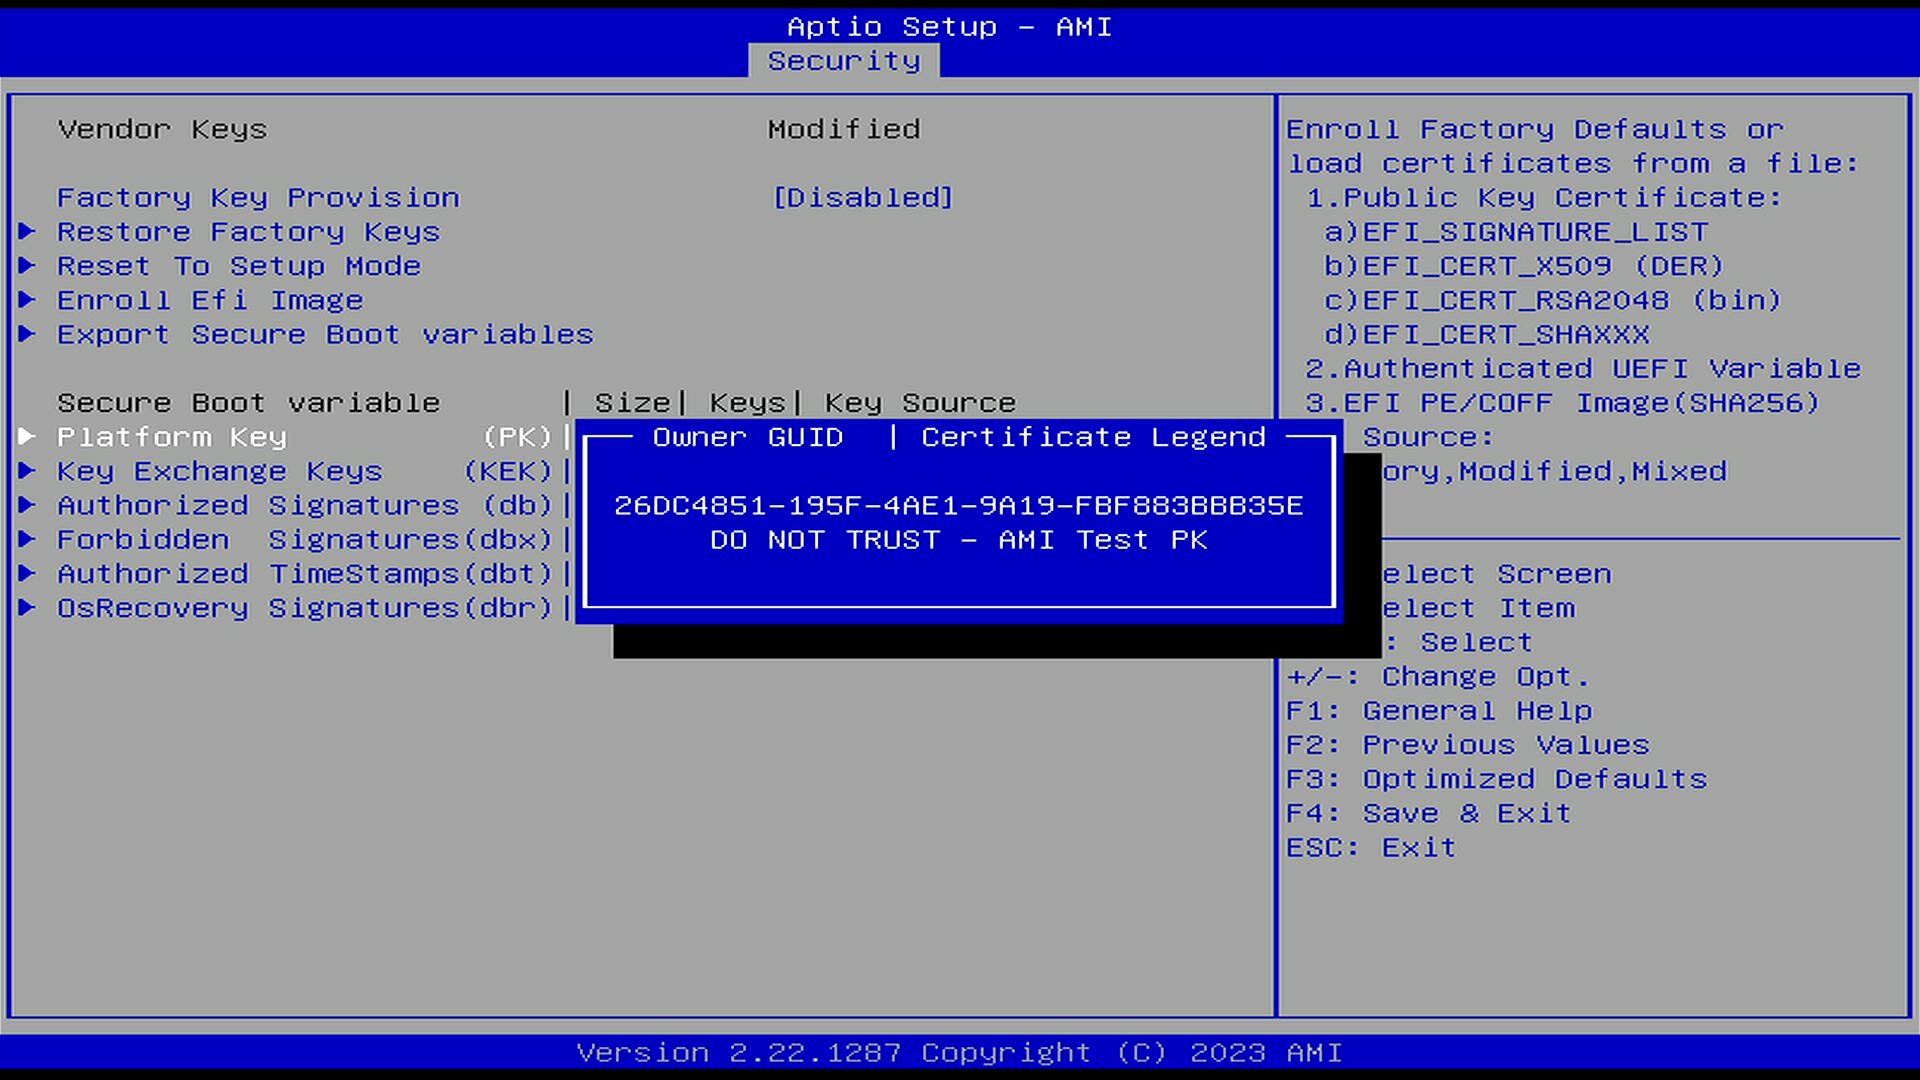 Aptio Setup - AMI
Security
Vendor Keys Modified
Factory Key Provision [Disabled]
Restore Factory Keys
Reset To Setup Mode
Enroll Efi Image
Export Secure Boot variables
Secure Boot variable | Size| Keys| Key Source
Platform Key (PK)|
Key Exchange Keys (KEK)|
Authorized Signatures (db)|
Forbidden Signatures(dbx)|
Authorized TimeStamps(dbt)|
OsRecovery Signatures(dbr)|
Owner GUID | Certificate Legend
26DC4851-195F-4AE1-9A19-FBF883BBB35E
DO NOT TRUST - AMI Test PK
Enroll Factory Defaults or
load certificates from a file:
1.Public Key Certificate:
a)EFI_SIGNATURE_LIST
b)EFI_CERT_X509 (DER)
c)EFI_CERT_RSA2048 (bin)
d)EFI_CERT_SHAXXX
2.Authenticated UEFI Variable
3.EFI PE/COFF Image(SHA256)
Source:
ory,Modified,Mixed
elect Screen
elect Item
: Select
+/-: Change Opt.
F1: General Help
F2: Previous Values
F3: Optimized Defaults
F4: Save & Exit
ESC: Exit
Version 2.22.1287 Copyright (C) 2023 AMI